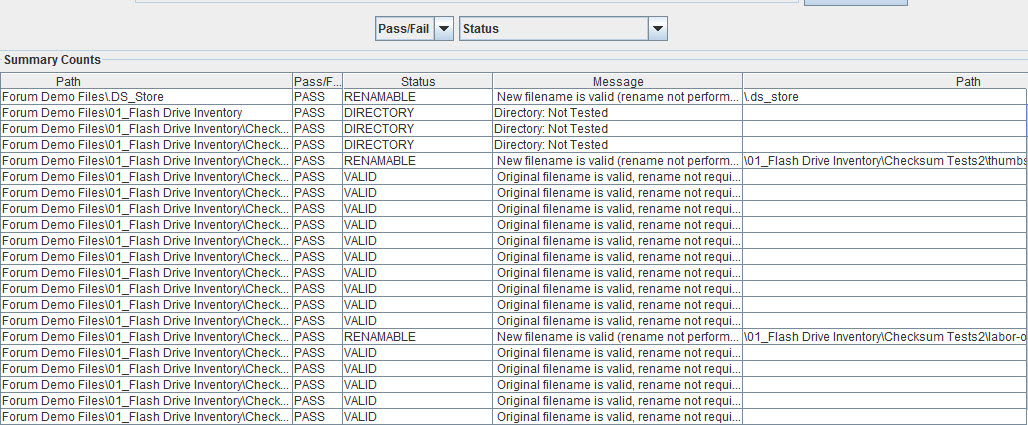 Pass/Fail Status
Summary Counts
Path Pass/F... Status Message Path
Forum Demo Files\.DS_Store PASS RENAMABLE New filename is valid (rename not perform... \.ds_store
Forum Demo Files\01_Flash Drive Inventory PASS DIRECTORY Directory: Not Tested
Forum Demo Files\01_Flash Drive Inventory\Check... PASS DIRECTORY Directory: Not Tested
Forum Demo Files\01_Flash Drive Inventory\Check... PASS DIRECTORY Directory: Not Tested
Forum Demo Files\01_Flash Drive Inventory\Check... PASS RENAMABLE New filename is valid (rename not perform... \01_Flash Drive Inventory\Checksum Tests2\thumbs
Forum Demo Files\01_Flash Drive Inventory\Check... PASS VALID Original filename is valid, rename not requi...
Forum Demo Files\01_Flash Drive Inventory\Check... PASS VALID Original filename is valid, rename not requi...
Forum Demo Files\01_Flash Drive Inventory\Check... PASS VALID Original filename is valid, rename not requi...
Forum Demo Files\01_Flash Drive Inventory\Check... PASS VALID Original filename is valid, rename not requi...
Forum Demo Files\01_Flash Drive Inventory\Check... PASS VALID Original filename is valid, rename not requi...
Forum Demo Files\01_Flash Drive Inventory\Check... PASS VALID Original filename is valid, rename not requi...
Forum Demo Files\01_Flash Drive Inventory\Check... PASS VALID Original filename is valid, rename not requi...
Forum Demo Files\01_Flash Drive Inventory\Check... PASS VALID Original filename is valid, rename not requi...
Forum Demo Files\01_Flash Drive Inventory\Check... PASS VALID Original filename is valid, rename not requi...
Forum Demo Files\01_Flash Drive Inventory\Check... PASS VALID Original filename is valid, rename not requi...
Forum Demo Files\01_Flash Drive Inventory\Check... PASS RENAMABLE New filename is valid (rename not perform... \01_Flash Drive Inventory\Checksum Tests2\labor-o
Forum Demo Files\01_Flash Drive Inventory\Check... PASS VALID Original filename is valid, rename not requi...
Forum Demo Files\01_Flash Drive Inventory\Check... PASS VALID Original filename is valid, rename not requi...
Forum Demo Files\01_Flash Drive Inventory\Check... PASS VALID Original filename is valid, rename not requi...
Forum Demo Files\01_Flash Drive Inventory\Check... PASS VALID Original filename is valid, rename not requi...
Forum Demo Files\01_Flash Drive Inventory\Check... PASS VALID Original filename is valid, rename not requi...